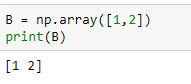 B = np.array([1,2])
print(B)
[1 2]